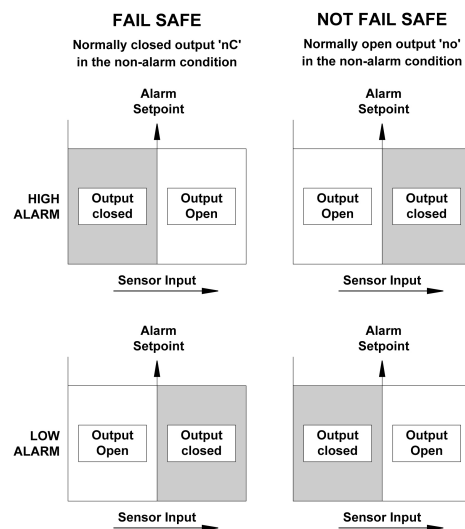 FAIL SAFE
Normally closed output 'nC'
in the non-alarm condition
NOT FAIL SAFE
Normally open output 'no'
in the non-alarm condition
Alarm
Setpoint
Alarm
Setpoint
HIGH
ALARM
Output
closed
Output
Open
Output
Open
Output
closed
Sensor Input
Sensor Input
Alarm
Setpoint
Alarm
Setpoint
LOW
ALARM
Output
Open
Output
closed
Output
closed
Output
Open
Sensor Input
Sensor Input